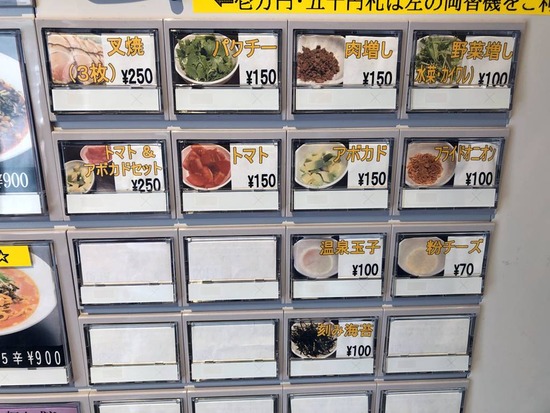 ⇐壱万円・五千円札は左の両替機をご利
叉焼
(3枚) ¥250
パクチー
¥150
肉増し
¥150
野菜増し
水菜・カイワレ) ¥100
¥900
トマト &
アボカドセット
¥250
トマト
¥150
アボカド
¥150
フライドオニオン
¥100
☆
温泉玉子
¥100
粉チーズ
¥70
5辛 ¥900
刻み海苔
¥100